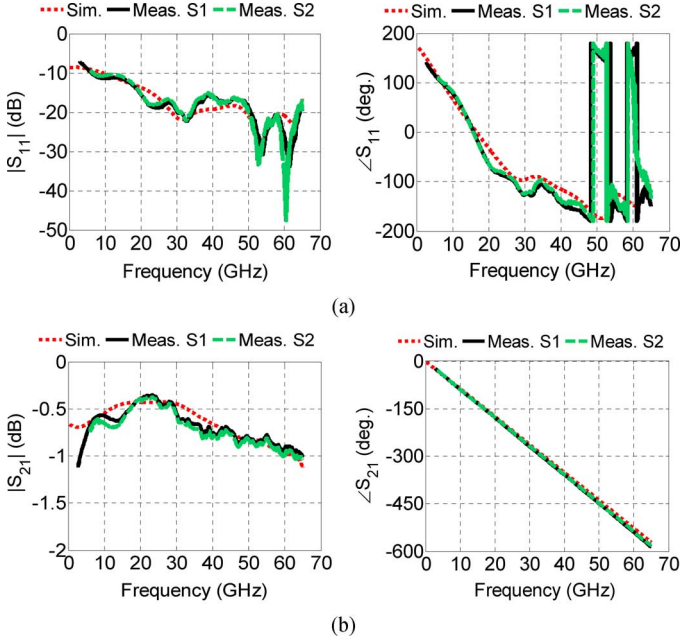 Sim. Meas. S1 Meas. S2 Sim. Meas. S1 Meas. S2
|S11| (dB)
0
-10
-20
-30
-40
-50
0 10 20 30 40 50 60 70
Frequency (GHz)
∠S11 (deg.)
200
100
0
-100
-200
0 10 20 30 40 50 60 70
Frequency (GHz)
(a)
Sim. Meas. S1 Meas. S2 Sim. Meas. S1 Meas. S2
|S21| (dB)
0
-0.5
-1
-1.5
-2
0 10 20 30 40 50 60 70
Frequency (GHz)
∠S21 (deg.)
0
-150
-300
-450
-600
0 10 20 30 40 50 60 70
Frequency (GHz)
(b)